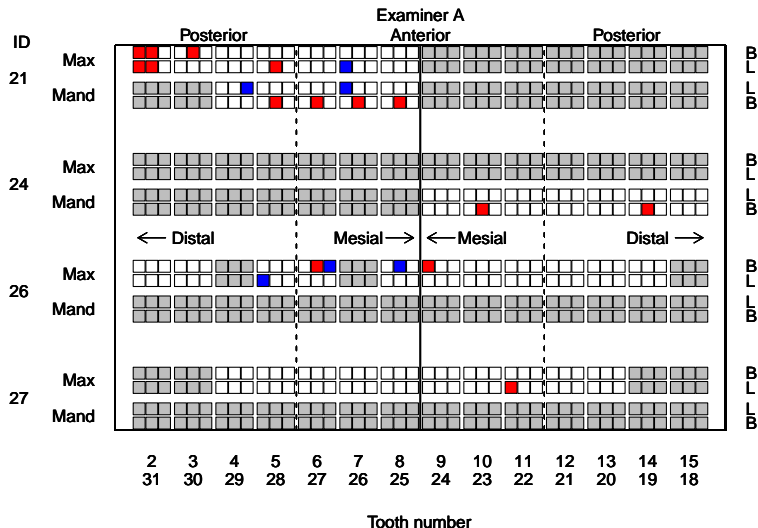 Examiner A
ID Posterior Anterior Posterior
21 Max B
L
Mand L
B
24 Max B
L
Mand L
B
← Distal Mesial → ← Mesial Distal →
26 Max B
L
Mand L
B
27 Max B
L
Mand L
B
2 3 4 5 6 7 8 9 10 11 12 13 14 15
31 30 29 28 27 26 25 24 23 22 21 20 19 18
Tooth number